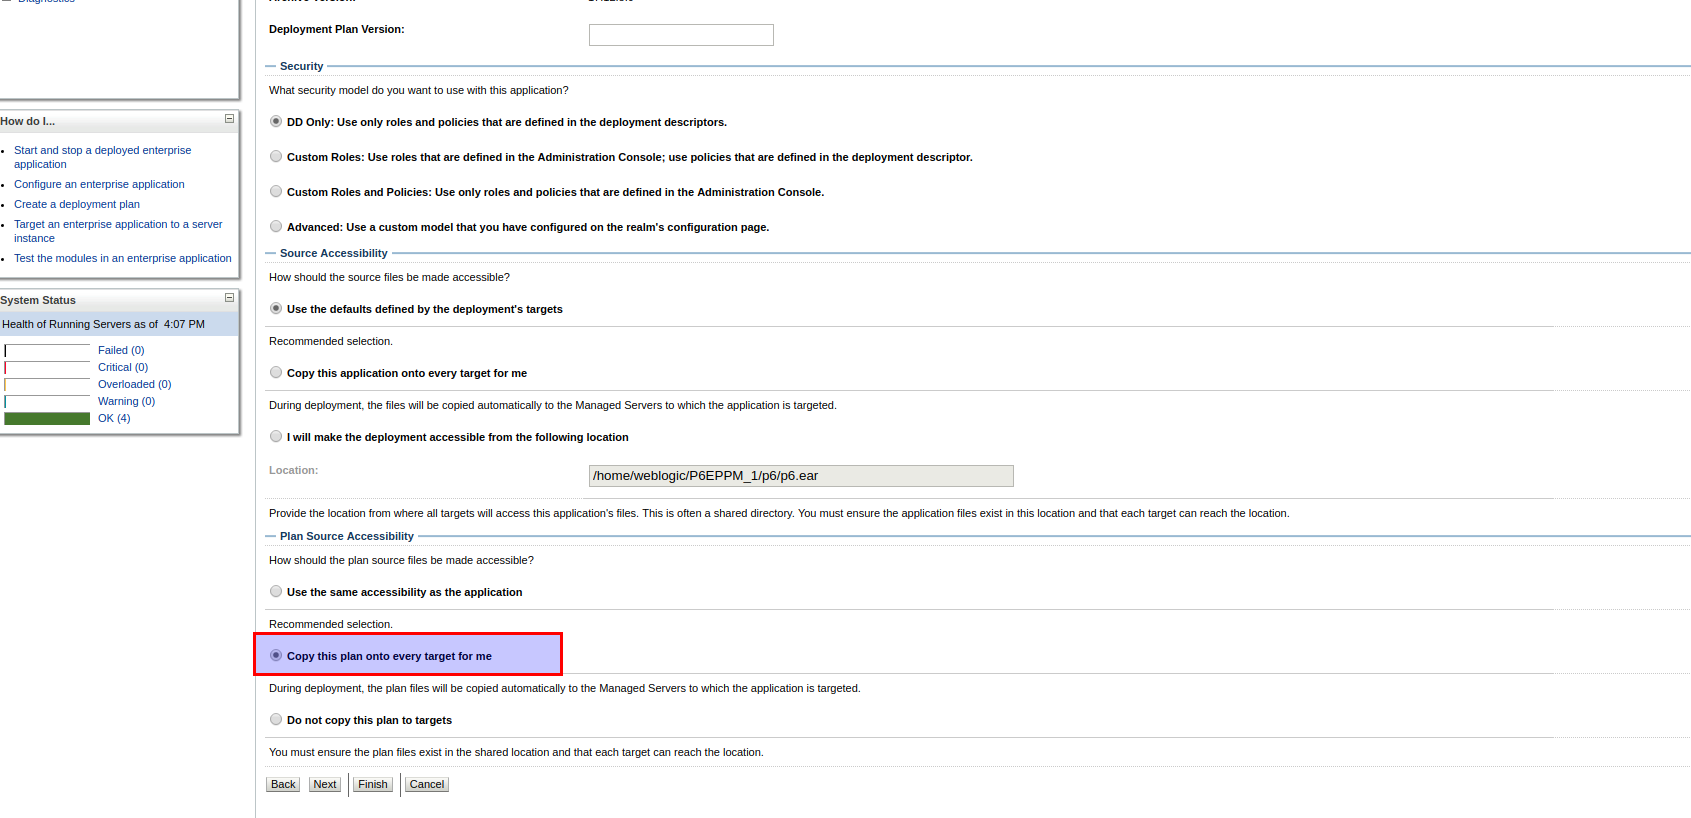 Diagnostics
How do I...
Start and stop a deployed enterprise
application
Configure an enterprise application
Create a deployment plan
Target an enterprise application to a server
instance
Test the modules in an enterprise application
System Status
Health of Running Servers as of 4:07 PM
Failed (0)
Critical (0)
Overloaded (0)
Warning (0)
OK (4)
Deployment Plan Version:
Security
What security model do you want to use with this application?
DD Only: Use only roles and policies that are defined in the deployment descriptors.
Custom Roles: Use roles that are defined in the Administration Console; use policies that are defined in the deployment descriptor.
Custom Roles and Policies: Use only roles and policies that are defined in the Administration Console.
Advanced: Use a custom model that you have configured on the realm's configuration page.
Source Accessibility
How should the source files be made accessible?
Use the defaults defined by the deployment's targets
Recommended selection.
Copy this application onto every target for me
During deployment, the files will be copied automatically to the Managed Servers to which the application is targeted.
I will make the deployment accessible from the following location
Location: /home/weblogic/P6EPPM_1/p6/p6.ear
Provide the location from where all targets will access this application's files. This is often a shared directory. You must ensure the application files exist in this location and that each target can reach the location.
Plan Source Accessibility
How should the plan source files be made accessible?
Use the same accessibility as the application
Recommended selection.
Copy this plan onto every target for me
During deployment, the plan files will be copied automatically to the Managed Servers to which the application is targeted.
Do not copy this plan to targets
You must ensure the plan files exist in the shared location and that each target can reach the location.
Back Next Finish Cancel